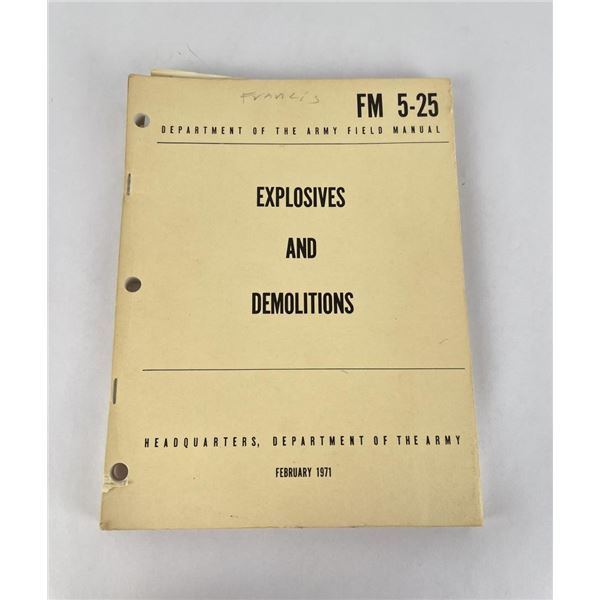 Francis
FM 5-25
DEPARTMENT OF THE ARMY FIELD MANUAL
EXPLOSIVES
AND
DEMOLITIONS
HEADQUARTERS, DEPARTMENT OF THE ARMY
FEBRUARY 1971